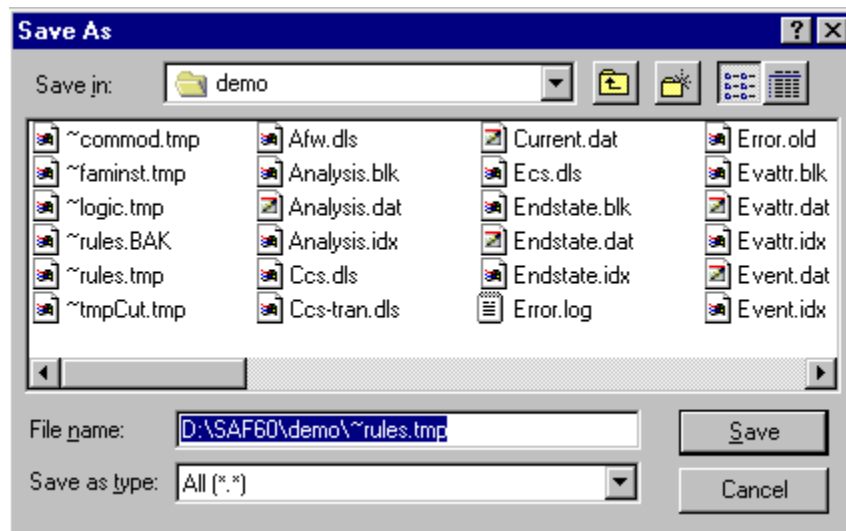 Save As
Save in: demo
~commod.tmp Afw.dls Current.dat Error.old
~faminst.tmp Analysis.blk Ecs.dls Evattr.blk
~logic.tmp Analysis.dat Endstate.blk Evattr.dat
~rules.BAK Analysis.idx Endstate.dat Evattr.idx
~rules.tmp Ccs.dls Endstate.idx Event.dat
~tmpCut.tmp Ccs-tran.dls Error.log Event.idx
File name: D:\SAF60\demo\~rules.tmp Save
Save as type: All (*.*) Cancel